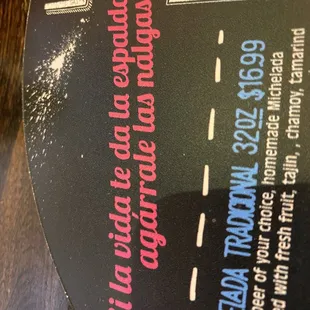 i la vida te da la espalda
agárrale las nalgas
ELADA TRADICIONAL 32OZ $16.99
beer of your choice, homemade Michelada
ed with fresh fruit, tajin, , chamoy, tamarind